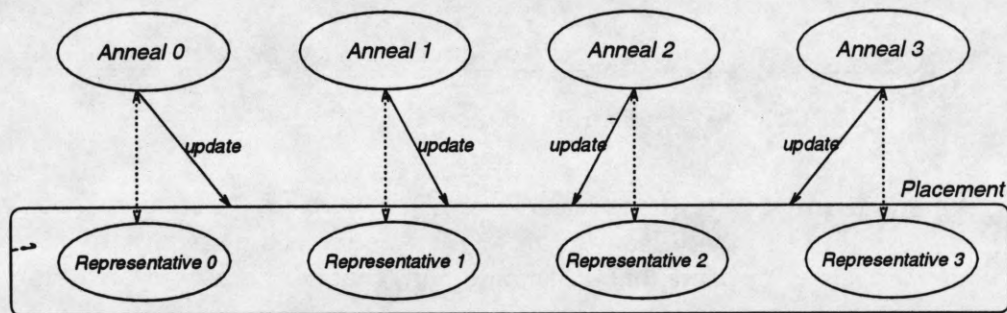 Anneal 0
Anneal 1
Anneal 2
Anneal 3
update
update
update
update
Placement
Representative 0
Representative 1
Representative 2
Representative 3